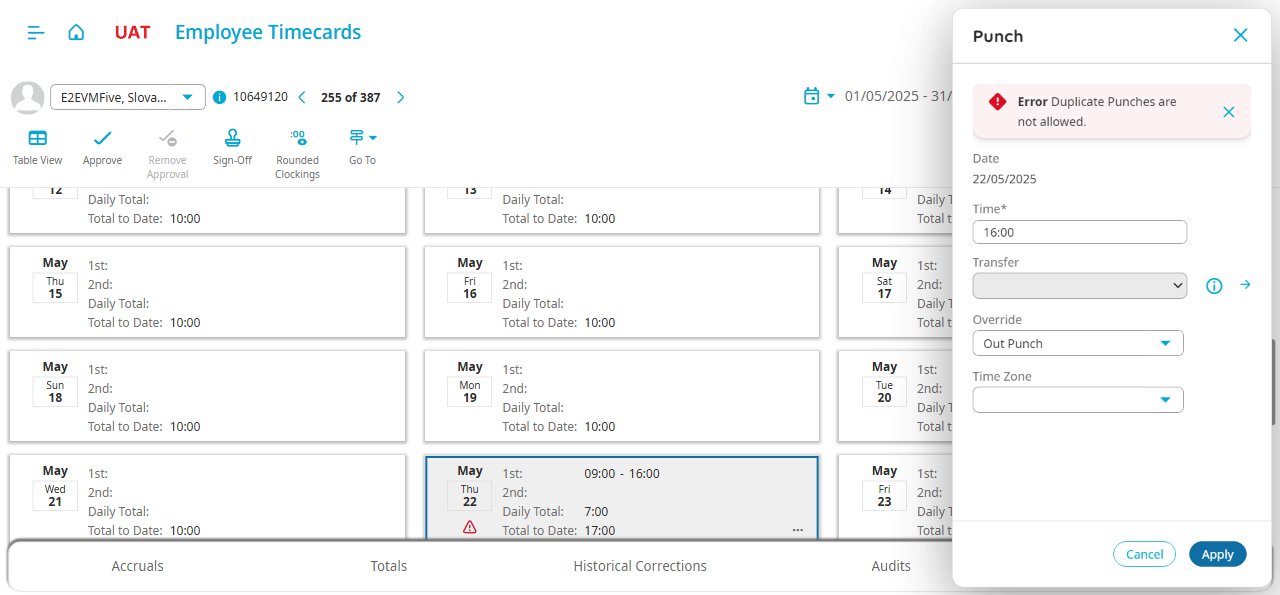 UAT
Employee Timecards
E2EVMFive, Slova...
10649120
255 of 387
01/05/2025 - 31/
Table View
Approve
Remove
Approval
Sign-Off
:00
Rounded
Clockings
Go To
12
Daily Total:
Total to Date: 10:00
13
Daily Total:
Total to Date: 10:00
14
Daily
Total t
May
Thu
15
1st:
2nd:
Daily Total:
Total to Date: 10:00
May
Fri
16
1st:
2nd:
Daily Total:
Total to Date: 10:00
May
Sat
17
1st:
2nd:
Daily T
Total t
May
Sun
18
1st:
2nd:
Daily Total:
Total to Date: 10:00
May
Mon
19
1st:
2nd:
Daily Total:
Total to Date: 10:00
May
Tue
20
1st:
2nd:
Daily T
Total t
May
Wed
21
1st:
2nd:
Daily Total:
Total to Date: 10:00
May
Thu
22
1st: 09:00 - 16:00
2nd:
Daily Total: 7:00
Total to Date: 17:00
...
May
Fri
23
1st:
2nd:
Daily T
Total t
Accruals
Totals
Historical Corrections
Audits
Punch
Error Duplicate Punches are
not allowed.
Date
22/05/2025
Time*
16:00
Transfer
Override
Out Punch
Time Zone
Cancel
Apply